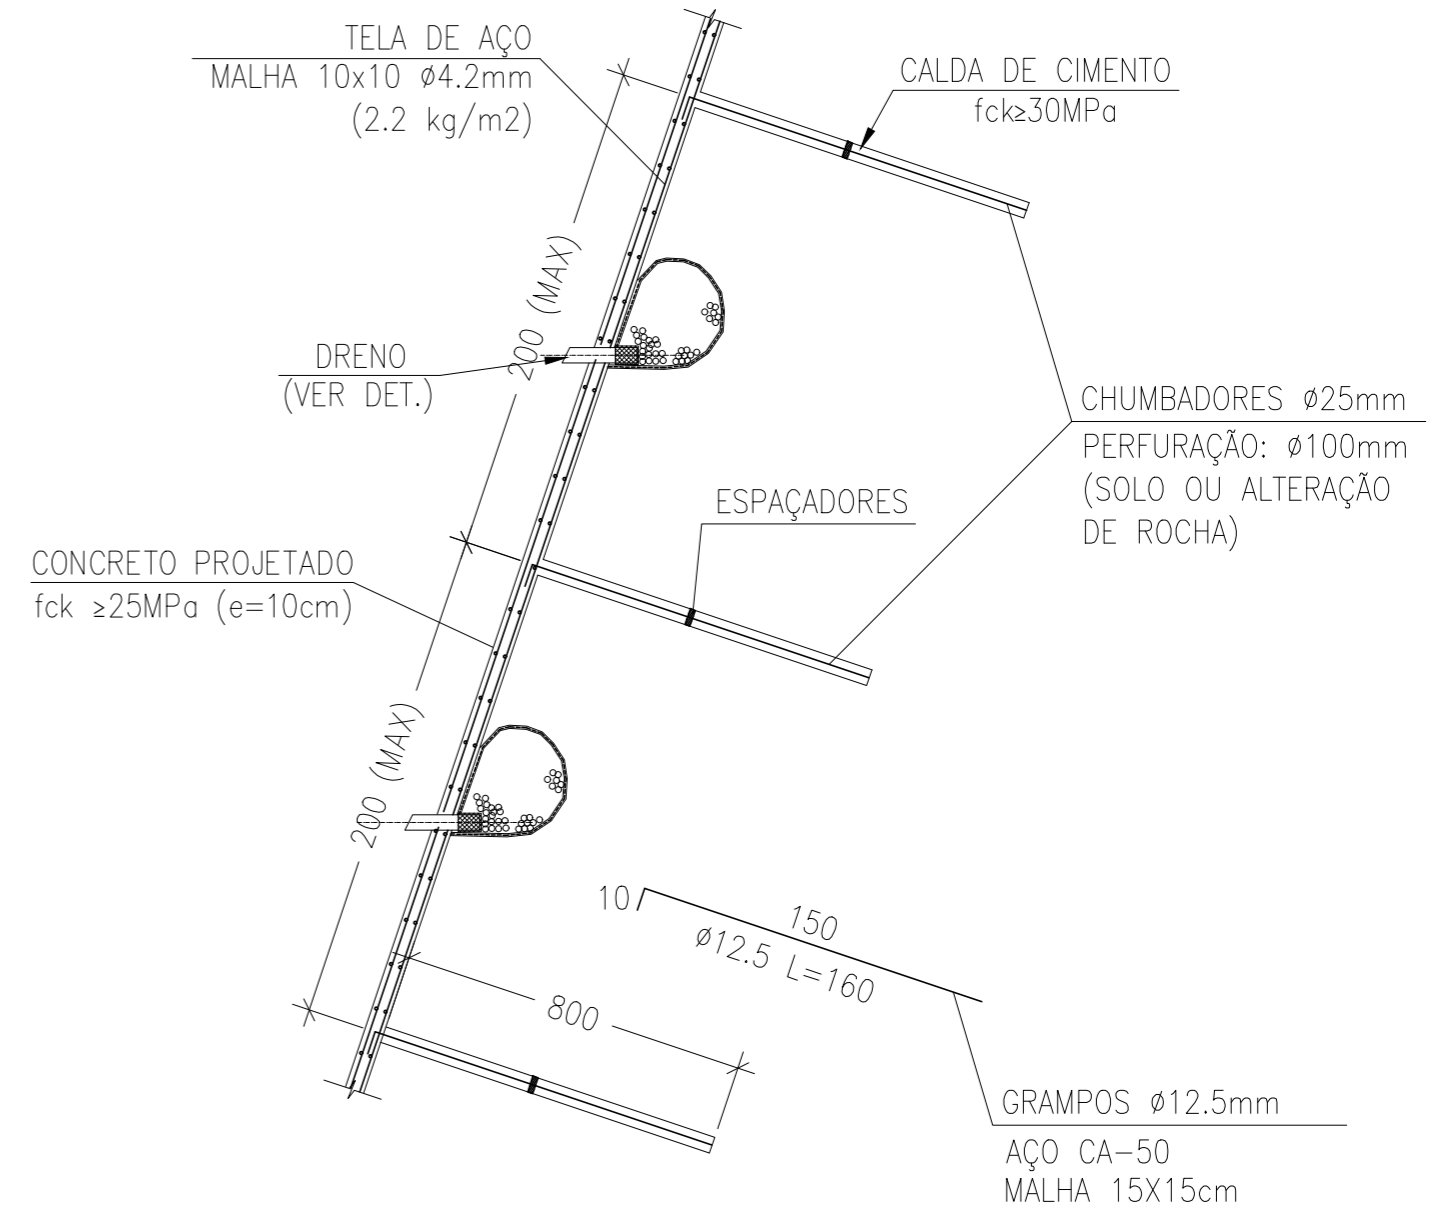 TELA DE AÇO
MALHA 10x10 ø4.2mm
(2.2 kg/m2)
CALDA DE CIMENTO
fck≥30MPa
200 (MAX)
DRENO
(VER DET.)
CHUMBADORES ø25mm
PERFURAÇÃO: ø100mm
(SOLO OU ALTERAÇÃO
DE ROCHA)
ESPAÇADORES
CONCRETO PROJETADO
fck ≥25MPa (e=10cm)
200 (MAX)
10
150
ø12.5 L=160
800
GRAMPOS ø12.5mm
AÇO CA-50
MALHA 15X15cm